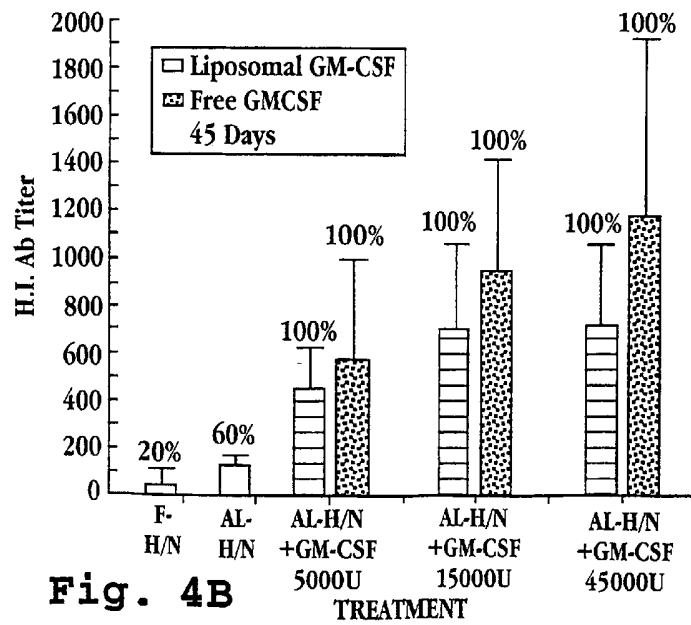 2000
1800
1600
1400
1200
1000
800
600
400
200
0
H.I. Ab Titer
Liposomal GM-CSF
Free GMCSF
45 Days
20%
60%
100%
100%
100%
100%
100%
100%
F-
H/N
AL-
H/N
AL-H/N
+GM-CSF
5000U
AL-H/N
+GM-CSF
15000U
AL-H/N
+GM-CSF
45000U
TREATMENT
Fig. 4B